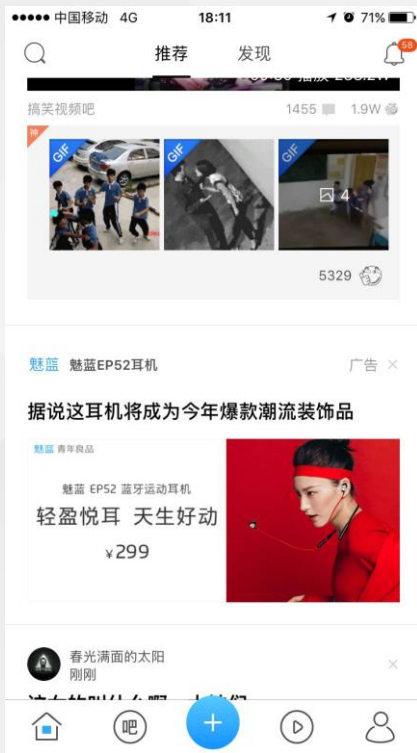 中国移动 4G 18:11 71%
推荐 发现 58
搞笑视频吧 1455 1.9W
神
GIF GIF GIF
4
5329
魅蓝 魅蓝EP52耳机 广告 ×
据说这耳机将成为今年爆款潮流装饰品
魅蓝 青年良品
魅蓝 EP52 蓝牙运动耳机
轻盈悦耳 天生好动
¥299
春光满面的太阳 ×
刚刚
吧